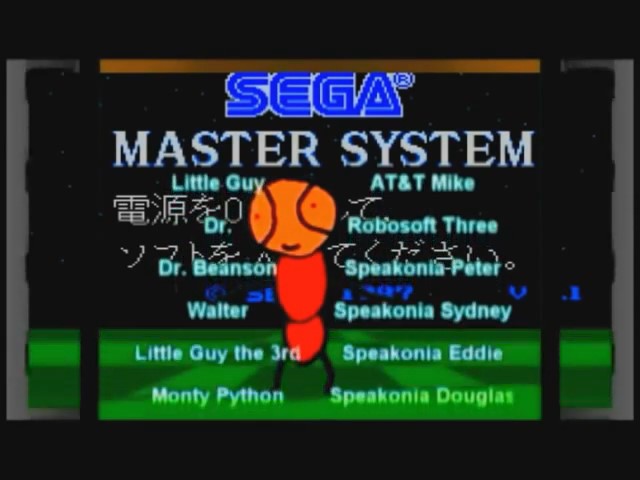 SEGA®
MASTER SYSTEM
Little Guy AT&T Mike
電源を て、
Dr. Robosoft Three
ソフトを てください。
Dr. Beanson Speakonia Peter
©
Walter Speakonia Sydney
Little Guy the 3rd Speakonia Eddie
Monty Python Speakonia Douglas